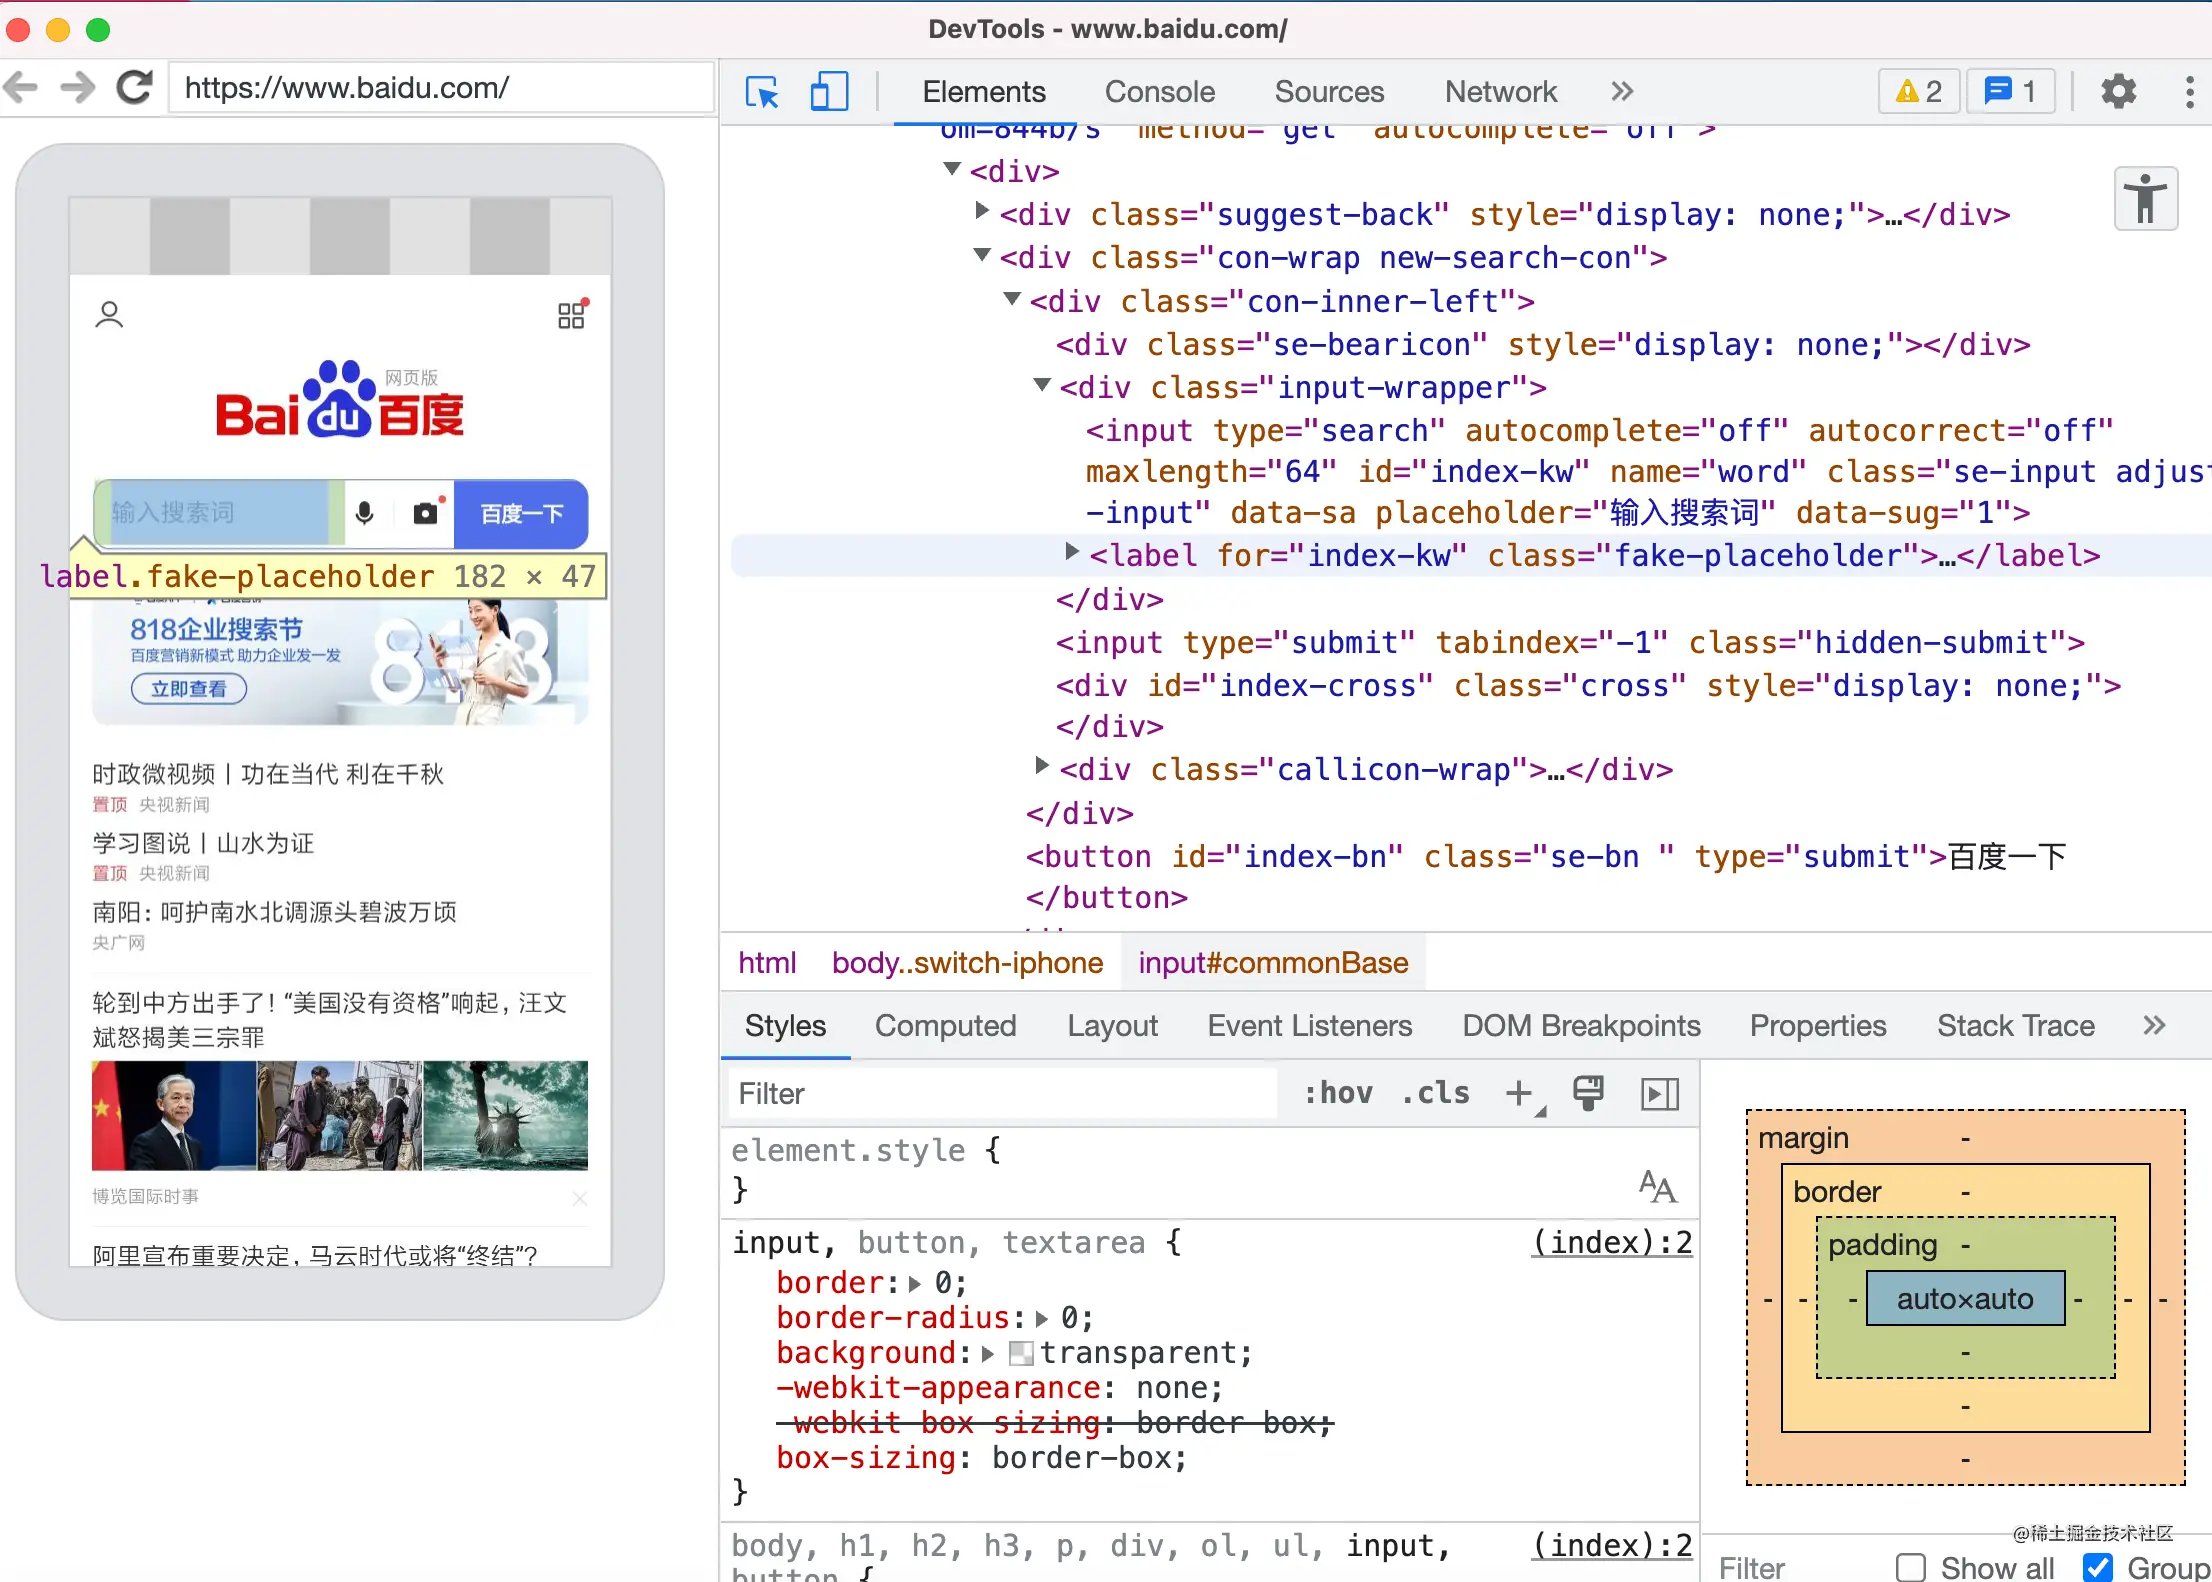 DevTools - www.baidu.com/
https://www.baidu.com/
Elements Console Sources Network » 2 1
网页版
Bai du 百度
输入搜索词 百度一下
label.fake-placeholder 182 × 47
818企业搜索节
百度营销新模式 助力企业发一发
立即查看
818
时政微视频丨功在当代 利在千秋
置顶 央视新闻
学习图说丨山水为证
置顶 央视新闻
南阳：呵护南水北调源头碧波万顷
央广网
轮到中方出手了！“美国没有资格”响起，汪文
斌怒揭美三宗罪
博览国际时事
阿里宣布重要决定，马云时代或将“终结”？
om=844b/s" method="get" autocomplete="off">
<div>
<div class="suggest-back" style="display: none;">…</div>
<div class="con-wrap new-search-con">
<div class="con-inner-left">
<div class="se-bearicon" style="display: none;"></div>
<div class="input-wrapper">
<input type="search" autocomplete="off" autocorrect="off"
maxlength="64" id="index-kw" name="word" class="se-input adjus
-input" data-sa placeholder="输入搜索词" data-sug="1">
<label for="index-kw" class="fake-placeholder">…</label>
</div>
<input type="submit" tabindex="-1" class="hidden-submit">
<div id="index-cross" class="cross" style="display: none;">
</div>
<div class="callicon-wrap">…</div>
</div>
<button id="index-bn" class="se-bn " type="submit">百度一下
</button>
html body..switch-iphone input#commonBase
Styles Computed Layout Event Listeners DOM Breakpoints Properties Stack Trace »
Filter :hov .cls +
element.style {
}
input, button, textarea { (index):2
border: 0;
border-radius: 0;
background: transparent;
-webkit-appearance: none;
-webkit-box-sizing: border-box;
box-sizing: border-box;
}
body, h1, h2, h3, p, div, ol, ul, input, (index):2
button {
margin -
border -
padding -
- - - auto×auto - - -
-
-
-
@稀土掘金技术社区
Filter Show all Group